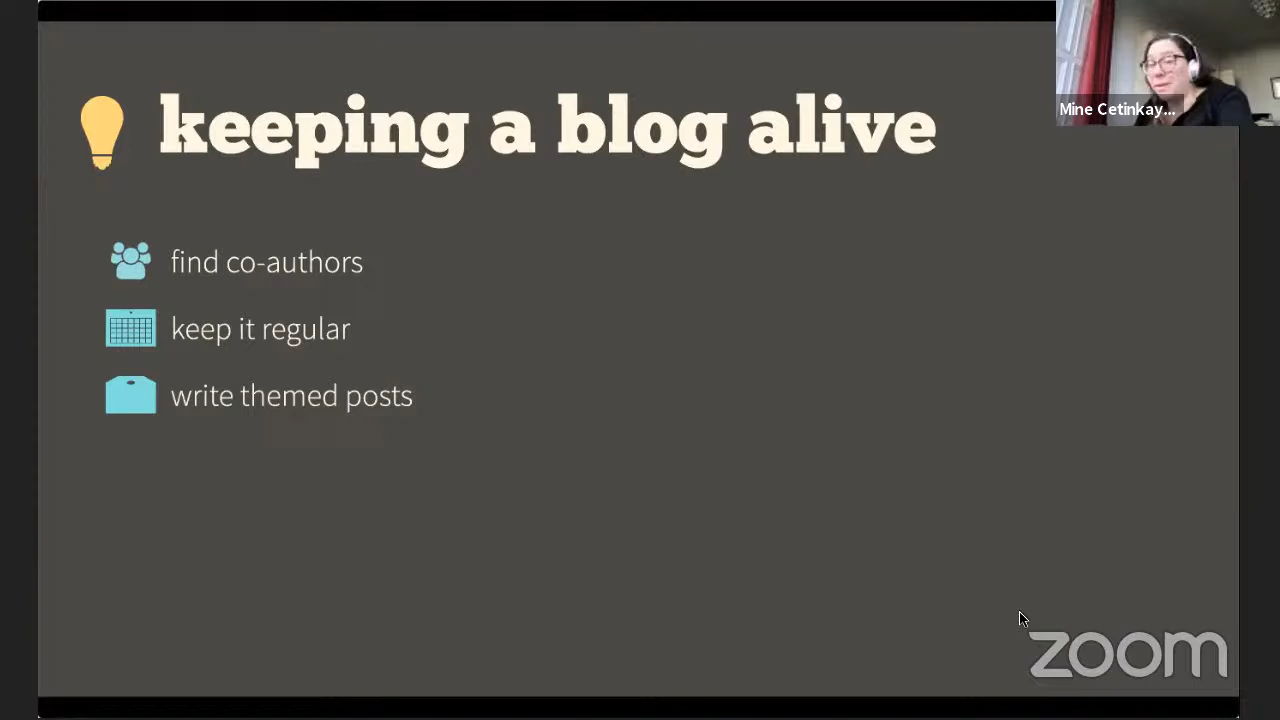 keeping a blog alive
Mine Cetinkay...
find co-authors
keep it regular
write themed posts
zoom